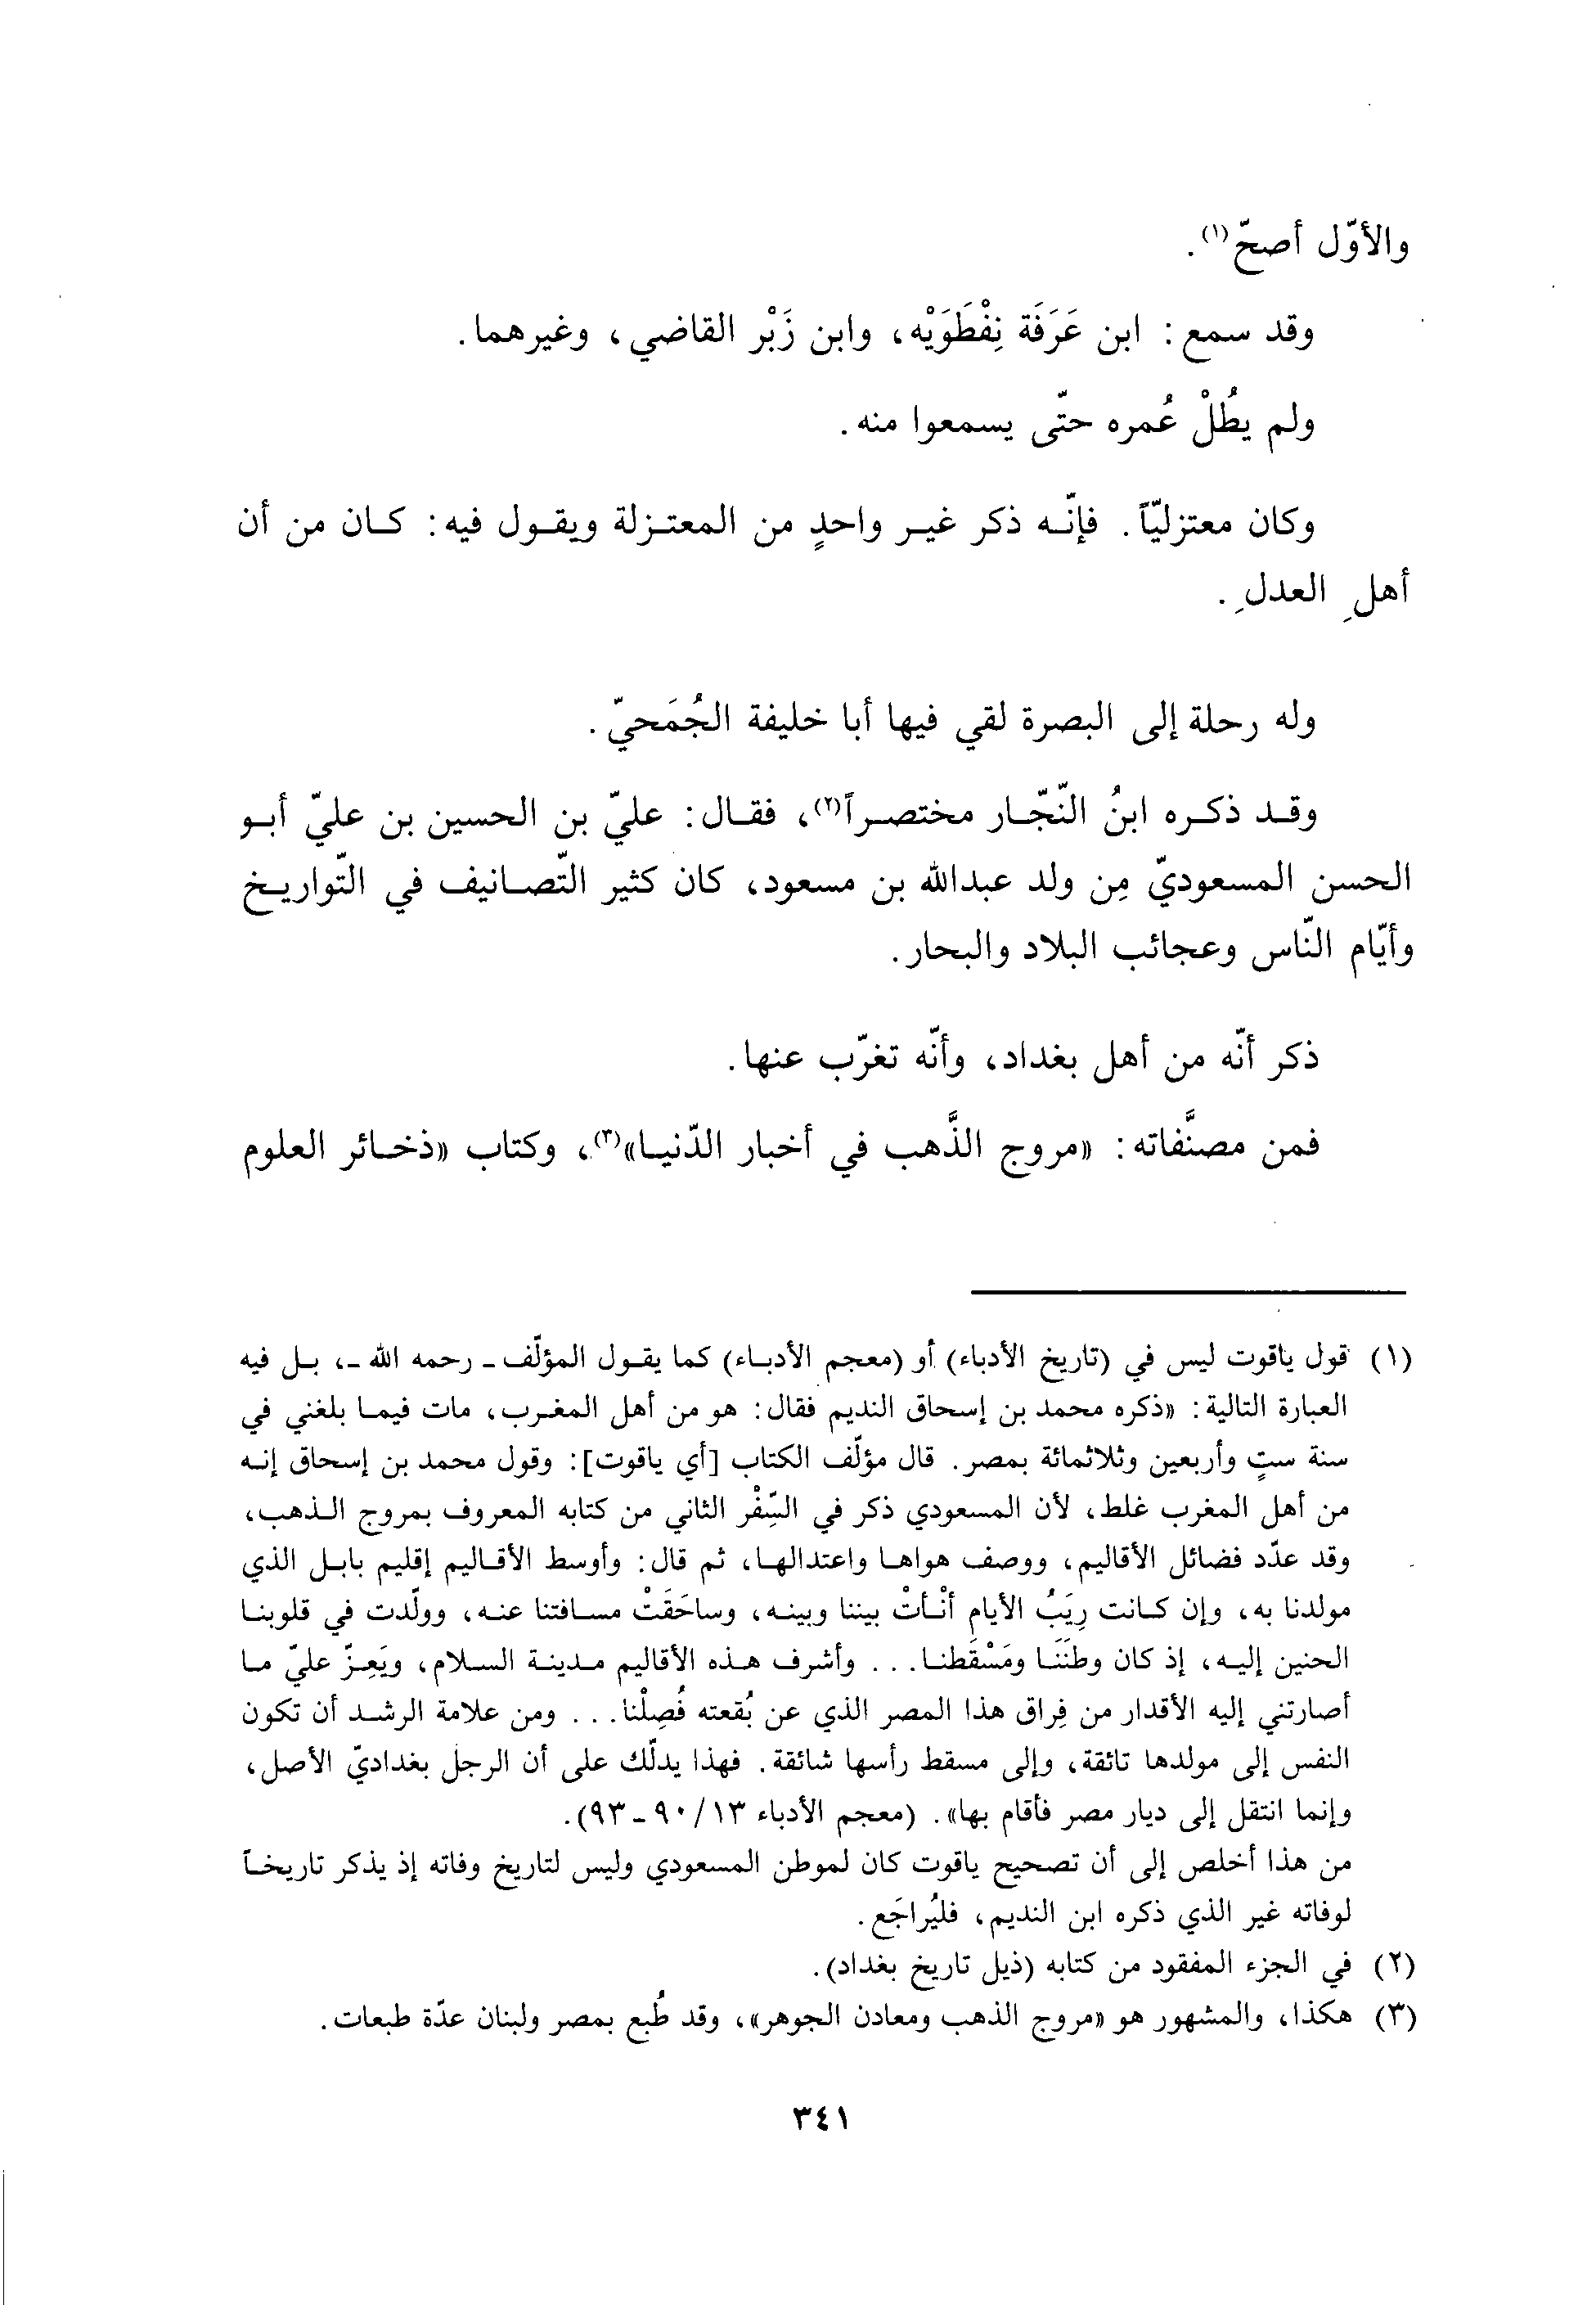 والأوّل أصحّ(١).
وقد سمع: ابن عَرَفَة نِفْطَوَيْه، وابن زَبْر القاضي، وغيرهما.
ولم يطُلْ عُمره حتّى يسمعوا منه.
وكان معتزليّاً. فإنّه ذكر غير واحدٍ من المعتزلة ويقول فيه: كان من أن
أهلِ العدلِ.
وله رحلة إلى البصرة لقي فيها أبا خليفة الجُمَحيّ.
وقد ذكره ابنُ النّجّار مختصراً(٢)، فقال: عليّ بن الحسين بن عليّ أبو
الحسن المسعوديّ مِن ولد عبدالله بن مسعود، كان كثير التّصانيف في التّواريخ
وأيّام النّاس وعجائب البلاد والبحار.
ذكر أنّه من أهل بغداد، وأنّه تغرّب عنها.
فمن مصنَّفاته: «مروج الذَّهب في أخبار الدّنيا»(٣)، وكتاب «ذخائر العلوم
(١) قول ياقوت ليس في (تاريخ الأدباء) أو (معجم الأدباء) كما يقول المؤلّف - رحمه الله -، بل فيه
العبارة التالية: «ذكره محمد بن إسحاق النديم فقال: هو من أهل المغرب، مات فيما بلغني في
سنة ستٍ وأربعين وثلاثمائة بمصر. قال مؤلّف الكتاب [أي ياقوت]: وقول محمد بن إسحاق إنه
من أهل المغرب غلط، لأن المسعودي ذكر في السِّفْر الثاني من كتابه المعروف بمروج الذهب،
وقد عدّد فضائل الأقاليم، ووصف هواها واعتدالها، ثم قال: وأوسط الأقاليم إقليم بابل الذي
مولدنا به، وإن كانت رِيَبُ الأيام أنْأتْ بيننا وبينه، وساحَقَتْ مسافتنا عنه، وولّدت في قلوبنا
الحنين إليه، إذ كان وطنَنَا ومَسْقَطنا... وأشرف هذه الأقاليم مدينة السلام، ويَعِزّ عليّ ما
أصارتني إليه الأقدار من فِراق هذا المصر الذي عن بُقعته فُصِلْنا... ومن علامة الرشد أن تكون
النفس إلى مولدها تائقة، وإلى مسقط رأسها شائقة. فهذا يدلّك على أن الرجل بغداديّ الأصل،
وإنما انتقل إلى ديار مصر فأقام بها». (معجم الأدباء ١٣/ ٩٠ - ٩٣).
من هذا أخلص إلى أن تصحيح ياقوت كان لموطن المسعودي وليس لتاريخ وفاته إذ يذكر تاريخاً
لوفاته غير الذي ذكره ابن النديم، فليُراجَع.
(٢) في الجزء المفقود من كتابه (ذيل تاريخ بغداد).
(٣) هكذا، والمشهور هو «مروج الذهب ومعادن الجوهر»، وقد طُبع بمصر ولبنان عدّة طبعات.
٣٤١